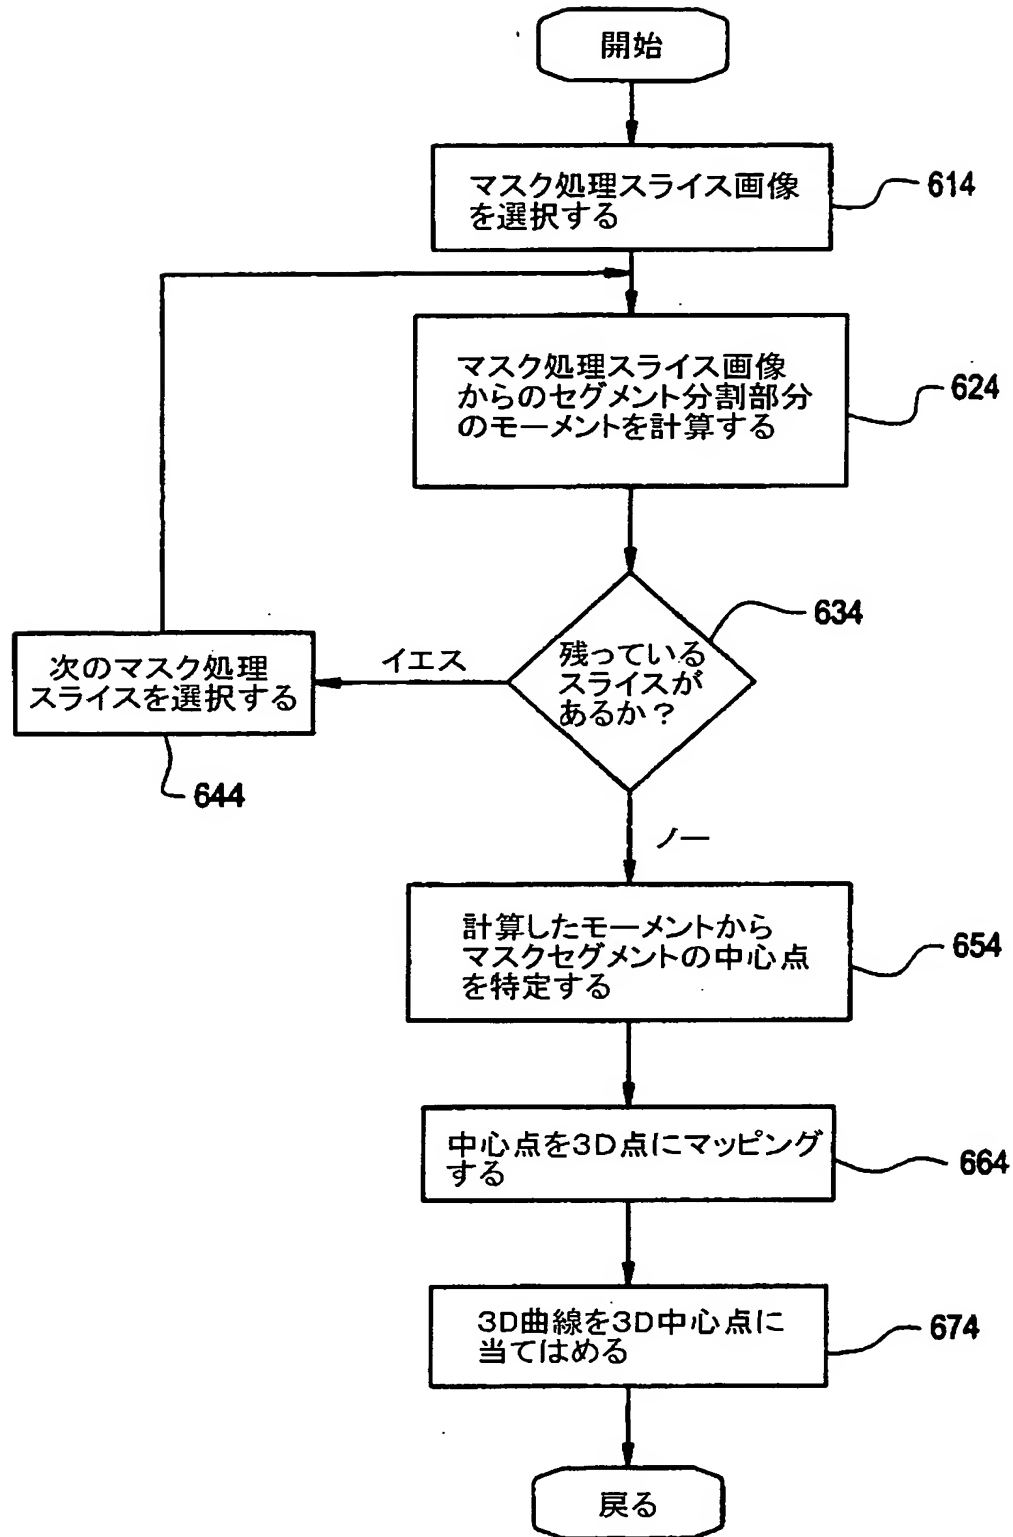 開始
マスク処理スライス画像
を選択する
614
マスク処理スライス画像
からのセグメント分割部分
のモーメントを計算する
624
残っている
スライスが
あるか？
634
イエス
次のマスク処理
スライスを選択する
644
ノー
計算したモーメントから
マスクセグメントの中心点
を特定する
654
中心点を3D点にマッピング
する
664
3D曲線を3D中心点に
当てはめる
674
戻る